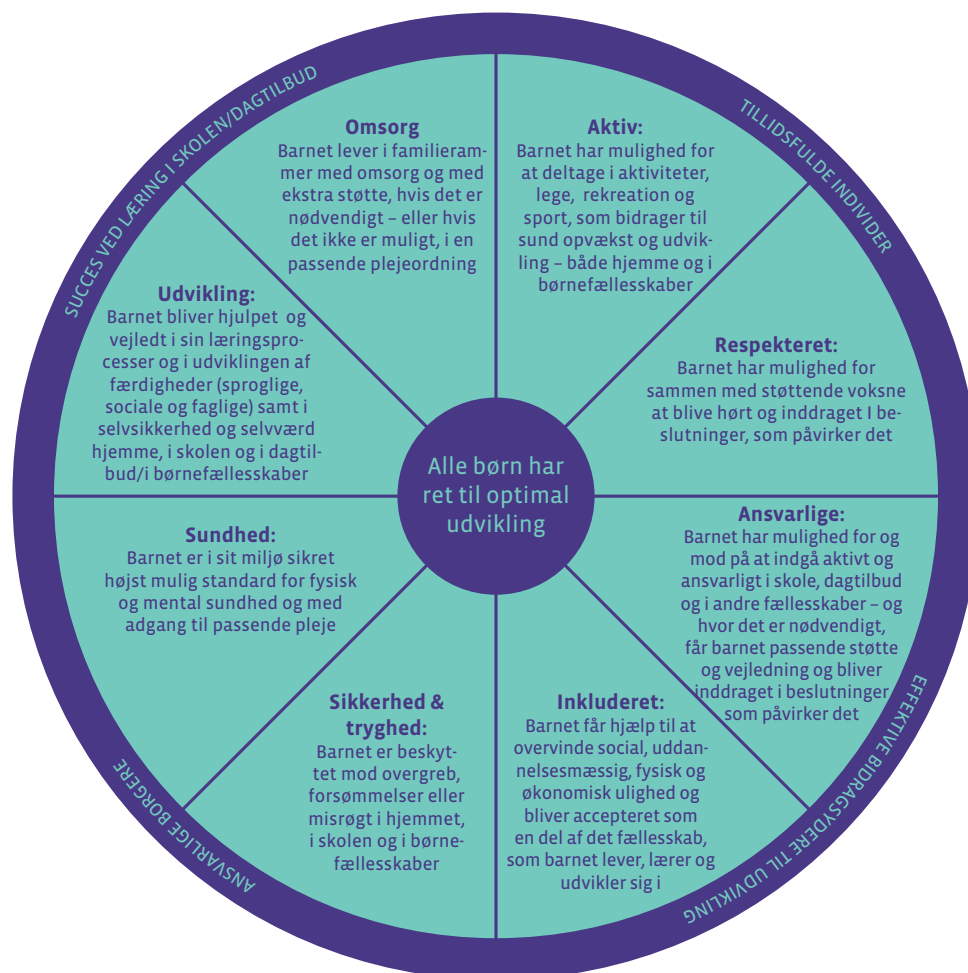 SUCCES VED LÆRING I SKOLEN/DAGTILBUD
TILLIDSFULDE INDIVIDER
Omsorg
Barnet lever i familieram-
mer med omsorg og med
ekstra støtte, hvis det er
nødvendigt – eller hvis
det ikke er muligt, i en
passende plejeordning
Aktiv:
Barnet har mulighed for
at deltage i aktiviteter,
lege, rekreation og
sport, som bidrager til
sund opvækst og udvik-
ling – både hjemme og i
børnefællesskaber
Udvikling:
Barnet bliver hjulpet og
vejledt i sin læringspro-
cesser og i udviklingen af
færdigheder (sproglige,
sociale og faglige) samt i
selvsikkerhed og selvværd
hjemme, i skolen og i dagtil-
bud/i børnefællesskaber
Respekteret:
Barnet har mulighed for
sammen med støttende voksne
at blive hørt og inddraget I be-
slutninger, som påvirker det
Alle børn har
ret til optimal
udvikling
Sundhed:
Barnet er i sit miljø sikret
højst mulig standard for fysisk
og mental sundhed og med
adgang til passende pleje
Ansvarlige:
Barnet har mulighed for og
mod på at indgå aktivt og
ansvarligt i skole, dagtilbud
og i andre fællesskaber – og
hvor det er nødvendigt,
får barnet passende støtte
og vejledning og bliver
inddraget i beslutninger
som påvirker det
Sikkerhed &
tryghed:
Barnet er beskyt-
tet mod overgreb,
forsømmelser eller
misrøgt i hjemmet,
i skolen og i børne-
fællesskaber
Inkluderet:
Barnet får hjælp til at
overvinde social, uddan-
nelsesmæssig, fysisk og
økonomisk ulighed og
bliver accepteret som
en del af det fællesskab,
som barnet lever, lærer og
udvikler sig i
ANSVARLIGE BORGERE
EFFEKTIVE BIDRAGSYDERE TIL UDVIKLING